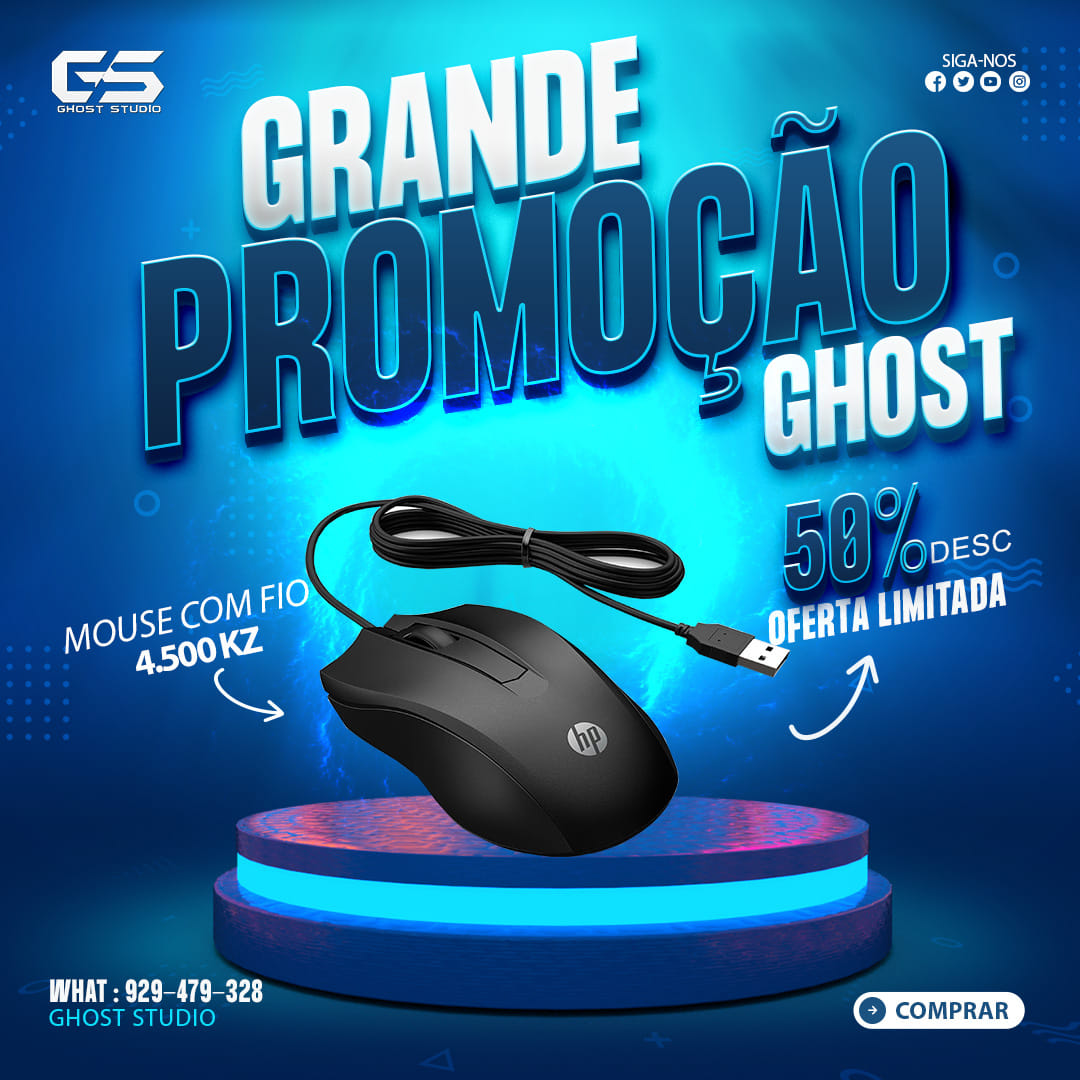 GS
GHOST STUDIO
SIGA-NOS
GRANDE
PROMOÇÃO
GHOST
50% DESC
OFERTA LIMITADA
MOUSE COM FIO
4.500 KZ
hp
WHAT : 929-479-328
GHOST STUDIO
COMPRAR